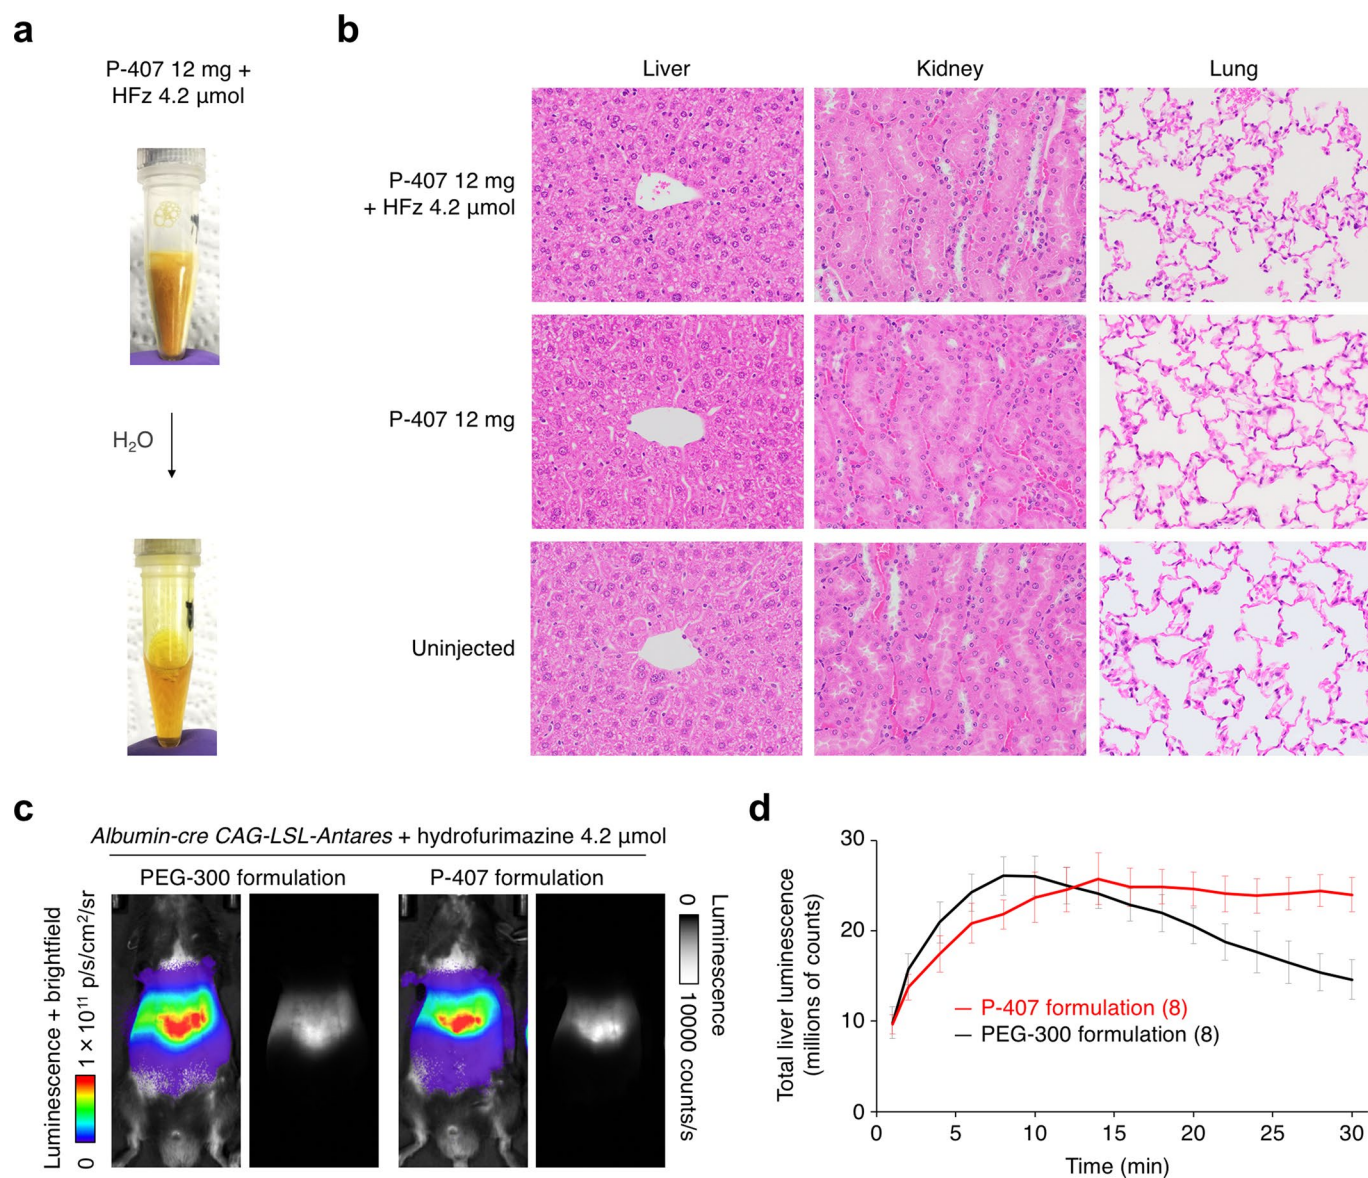 a
P-407 12 mg +
HFz 4.2 µmol
H₂O
b
Liver
Kidney
Lung
P-407 12 mg
+ HFz 4.2 µmol
P-407 12 mg
Uninjected
c
Albumin-cre CAG-LSL-Antares + hydrofurimazine 4.2 µmol
PEG-300 formulation
P-407 formulation
Luminescence + brightfield
0
1 × 10¹¹ p/s/cm²/sr
0
10000 counts/s
Luminescence
d
Total liver luminescence
(millions of counts)
30
20
10
0
P-407 formulation (8)
PEG-300 formulation (8)
0 5 10 15 20 25 30
Time (min)